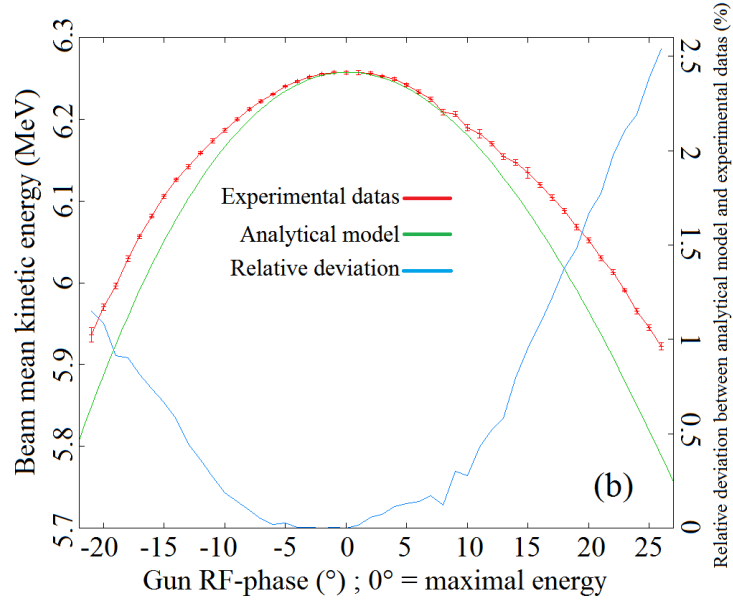 6.3
6.2
6.1
6
5.9
5.8
5.7
Beam mean kinetic energy (MeV)
Experimental datas
Analytical model
Relative deviation
(b)
2.5
2
1.5
1
0.5
0
Relative deviation between analytical model and experimental datas (%)
-20 -15 -10 -5 0 5 10 15 20 25
Gun RF-phase (°) ; 0° = maximal energy